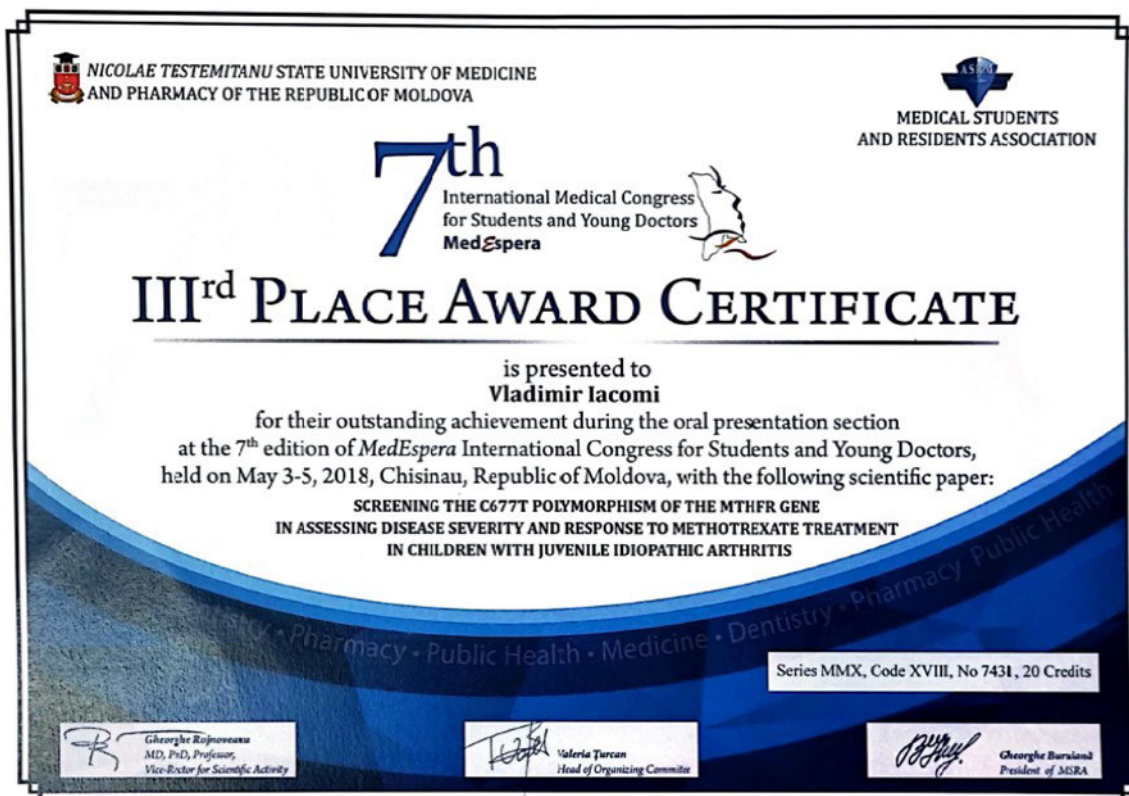 NICOLAE TESTEMITANU STATE UNIVERSITY OF MEDICINE
AND PHARMACY OF THE REPUBLIC OF MOLDOVA
MEDICAL STUDENTS
AND RESIDENTS ASSOCIATION
7th
International Medical Congress
for Students and Young Doctors
MedEspera
IIIrd PLACE AWARD CERTIFICATE
is presented to
Vladimir Iacomi
for their outstanding achievement during the oral presentation section
at the 7th edition of MedEspera International Congress for Students and Young Doctors,
held on May 3-5, 2018, Chisinau, Republic of Moldova, with the following scientific paper:
SCREENING THE C677T POLYMORPHISM OF THE MTHFR GENE
IN ASSESSING DISEASE SEVERITY AND RESPONSE TO METHOTREXATE TREATMENT
IN CHILDREN WITH JUVENILE IDIOPATHIC ARTHRITIS
• Pharmacy • Public Health • Medicine • Dentistry • Pharmacy Public Health
Series MMX, Code XVIII, No 7431, 20 Credits
Gheorghe Rojnoveanu
MD, PhD, Professor,
Vice-Rector for Scientific Activity
Valeria Țurcan
Head of Organizing Committee
Gheorghe Buruiană
President of MSRA